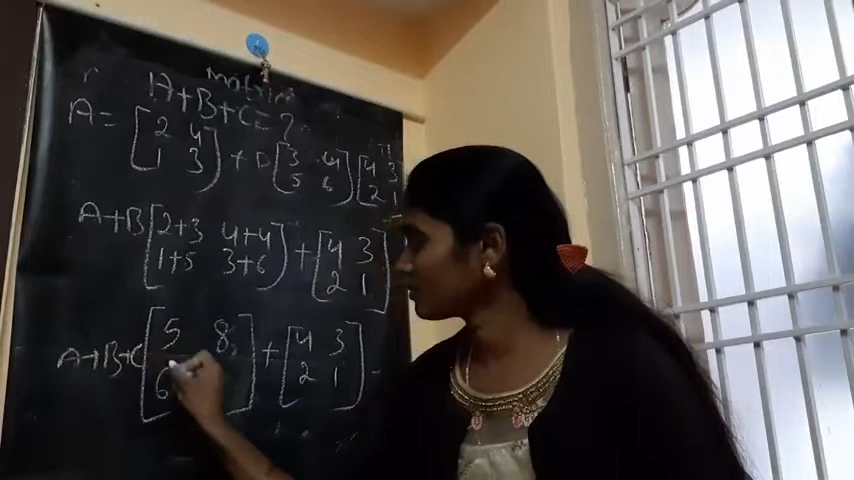 matrix
A+B+C=?
A = [2 4 + B [3 4 [4 3
1 3] 5 6] 2 1
A+B [2+3 4+4] + [4 3]
1+5 3+6 2 1
A+B+C [5 8, ] + [4 3] =
6 2 1